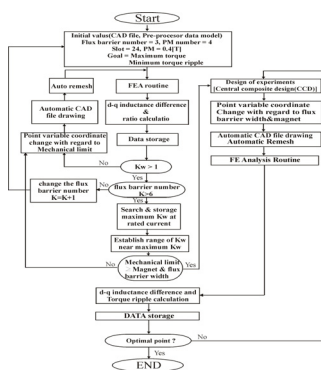 Start
Initial valus(CAD file, Pre-procesor data model)
Flux barrier number = 3, PM number = 4
Slot = 24, PM = 0.4[T]
Goal = Maximum torque
Minimum torque ripple
Auto remesh
Automatic CAD
file drawing
Point variable coordinate
Change with regard to
Mechanical limit
FEA routine
d-q inductance difference &
ratio calculatio
Data storage
No
Kw > 1
Yes
change the flux
barrier number
K=K+1
No
flux barrier number
K>6
Yes
Search & storage
maximum Kw at
rated current
Establish range of Kw
near maximum Kw
No
Mechanical limit
≥ Magnet & flux
barrier width
Yes
Design of experiments
[Central composite design(CCD)]
Point variable coordinate
Change with regard to flux
barrier width&magnet
Automatic CAD file drawing
Automatic Remesh
FE Analysis Routine
d-q inductance difference and
Torque ripple calculation
DATA storage
Optimal point ?
No
Yes
END